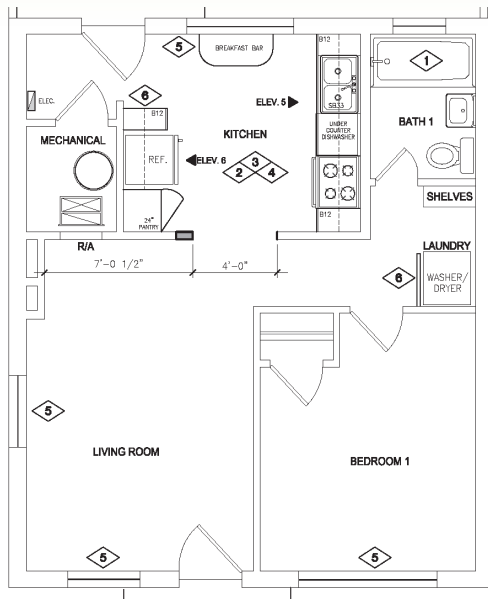 B12
5
BREAKFAST BAR
1
6
ELEC.
ELEV. 5
SB33
B12
BATH 1
MECHANICAL
KITCHEN
UNDER
COUNTER
DISHWASHER
REF.
ELEV. 6
3
2
4
24"
PANTRY
B12
SHELVES
R/A
LAUNDRY
7'-0 1/2"
4'-0"
6
WASHER/
DRYER
5
LIVING ROOM
BEDROOM 1
5
5